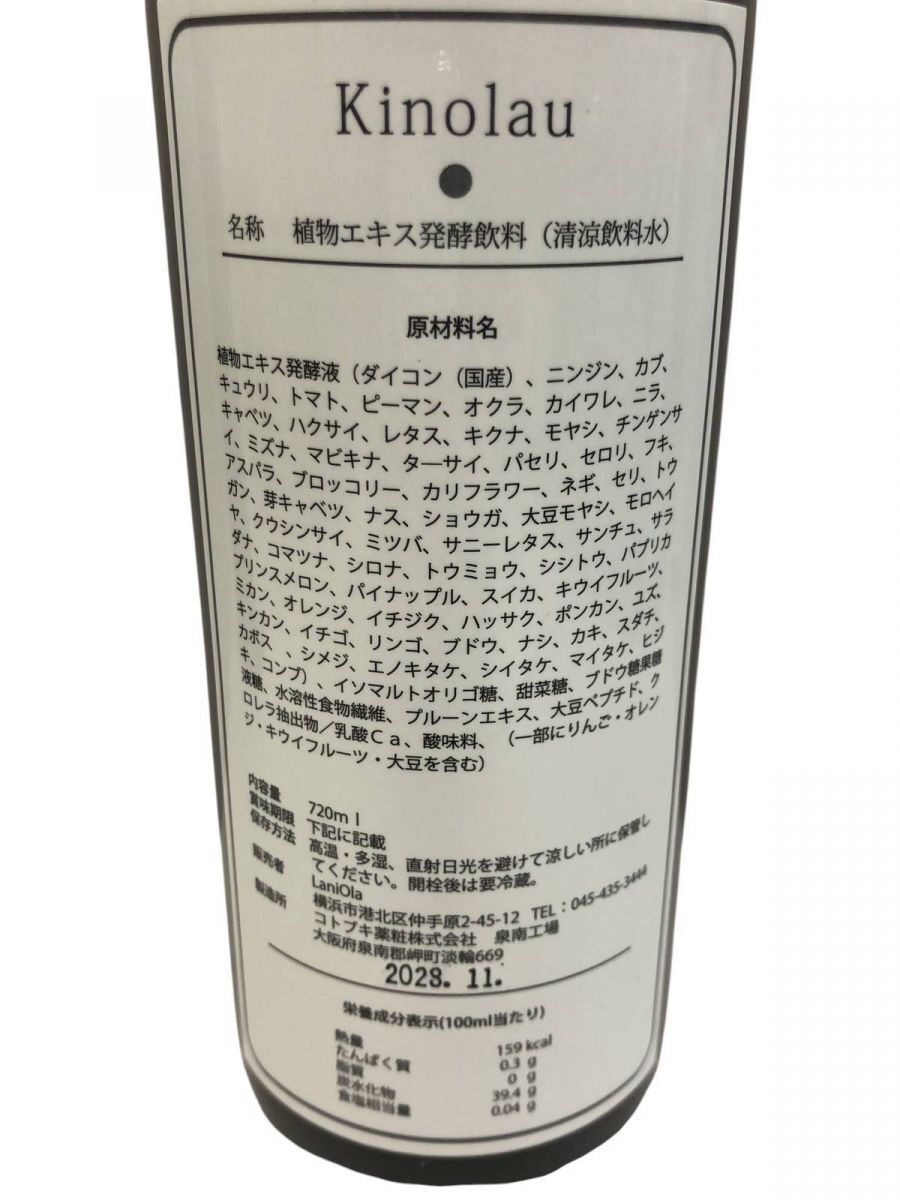 Kinolau
名称 植物エキス発酵飲料（清涼飲料水）
原材料名
植物エキス発酵液（ダイコン（国産）、ニンジン、カブ、
キュウリ、トマト、ピーマン、オクラ、カイワレ、ニラ、
キャベツ、ハクサイ、レタス、キクナ、モヤシ、チンゲンサ
イ、ミズナ、マビキナ、ターサイ、パセリ、セロリ、フキ、
アスパラ、ブロッコリー、カリフラワー、ネギ、セリ、トウ
ガン、芽キャベツ、ナス、ショウガ、大豆モヤシ、モロヘイ
ヤ、クウシンサイ、ミツバ、サニーレタス、サンチュ、サラ
ダナ、コマツナ、シロナ、トウミョウ、シシトウ、パプリカ
プリンスメロン、パイナップル、スイカ、キウイフルーツ、
ミカン、オレンジ、イチジク、ハッサク、ポンカン、ユズ、
キンカン、イチゴ、リンゴ、ブドウ、ナシ、カキ、スダチ、
カボス 、シメジ、エノキタケ、シイタケ、マイタケ、ヒジ
キ、コンブ）、イソマルトオリゴ糖、甜菜糖、ブドウ糖果糖
液糖、水溶性食物繊維、プルーンエキス、大豆ペプチド、ク
ロレラ抽出物／乳酸Ｃａ、酸味料、（一部にりんご・オレン
ジ・キウイフルーツ・大豆を含む）
内容量 720ｍｌ
賞味期限 下記に記載
保存方法 高温・多湿、直射日光を避けて涼しい所に保管し
てください。開栓後は要冷蔵。
販売者 LaniOla
横浜市港北区仲手原2-45-12 TEL：045-435-3444
製造所 コトブキ薬粧株式会社 泉南工場
大阪府泉南郡岬町淡輪669
2028. 11.
栄養成分表示(100ml当たり)
熱量 159 kcal
たんぱく質 0.3 g
脂質 0 g
炭水化物 39.4 g
食塩相当量 0.04 g